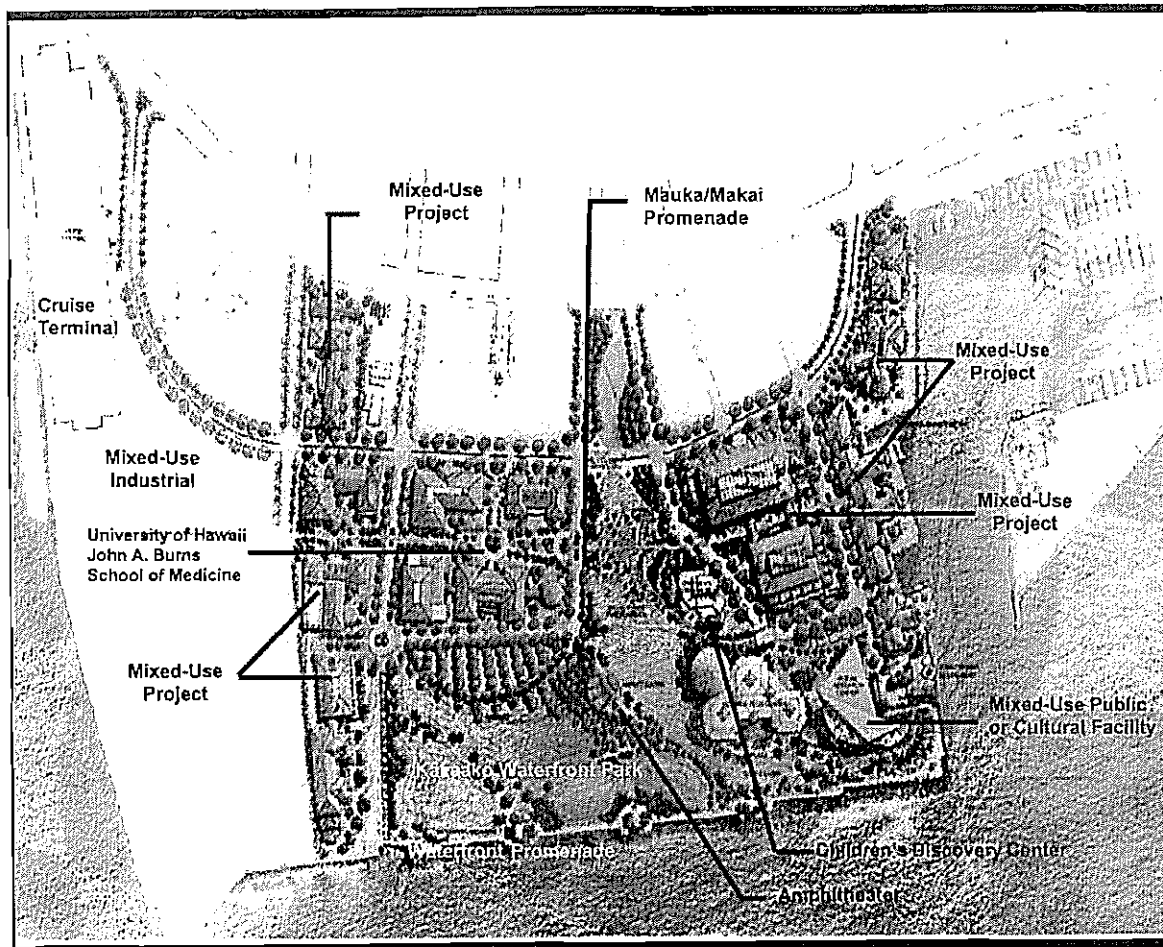 Mixed-Use
Project
Mauka/Makai
Promenade
Cruise
Terminal
Mixed-Use
Project
Mixed-Use
Industrial
Mixed-Use
Project
University of Hawaii
John A. Burns
School of Medicine
Mixed-Use
Project
Mixed-Use Public
or Cultural Facility
Kakaako Waterfront Park
Waterfront Promenade
Children's Discovery Center
Amphitheater